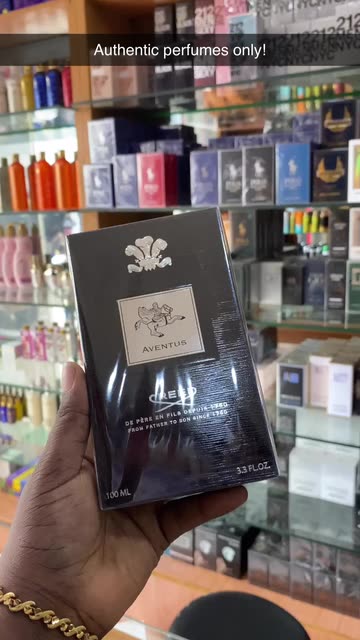 Authentic perfumes only!
212
AVENTUS
CREED
DE PÈRE EN FILS DEPUIS 1760
FROM FATHER TO SON SINCE 1760
100 ML
3.3 FL.OZ.